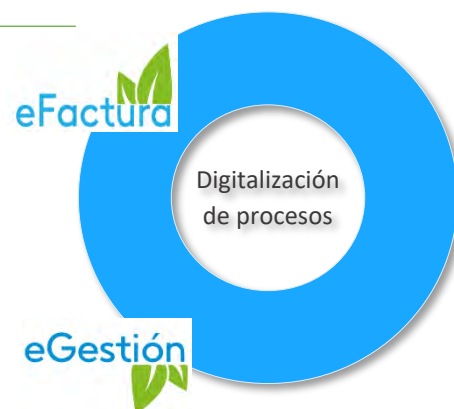 eFactura
Digitalización
de procesos
eGestión